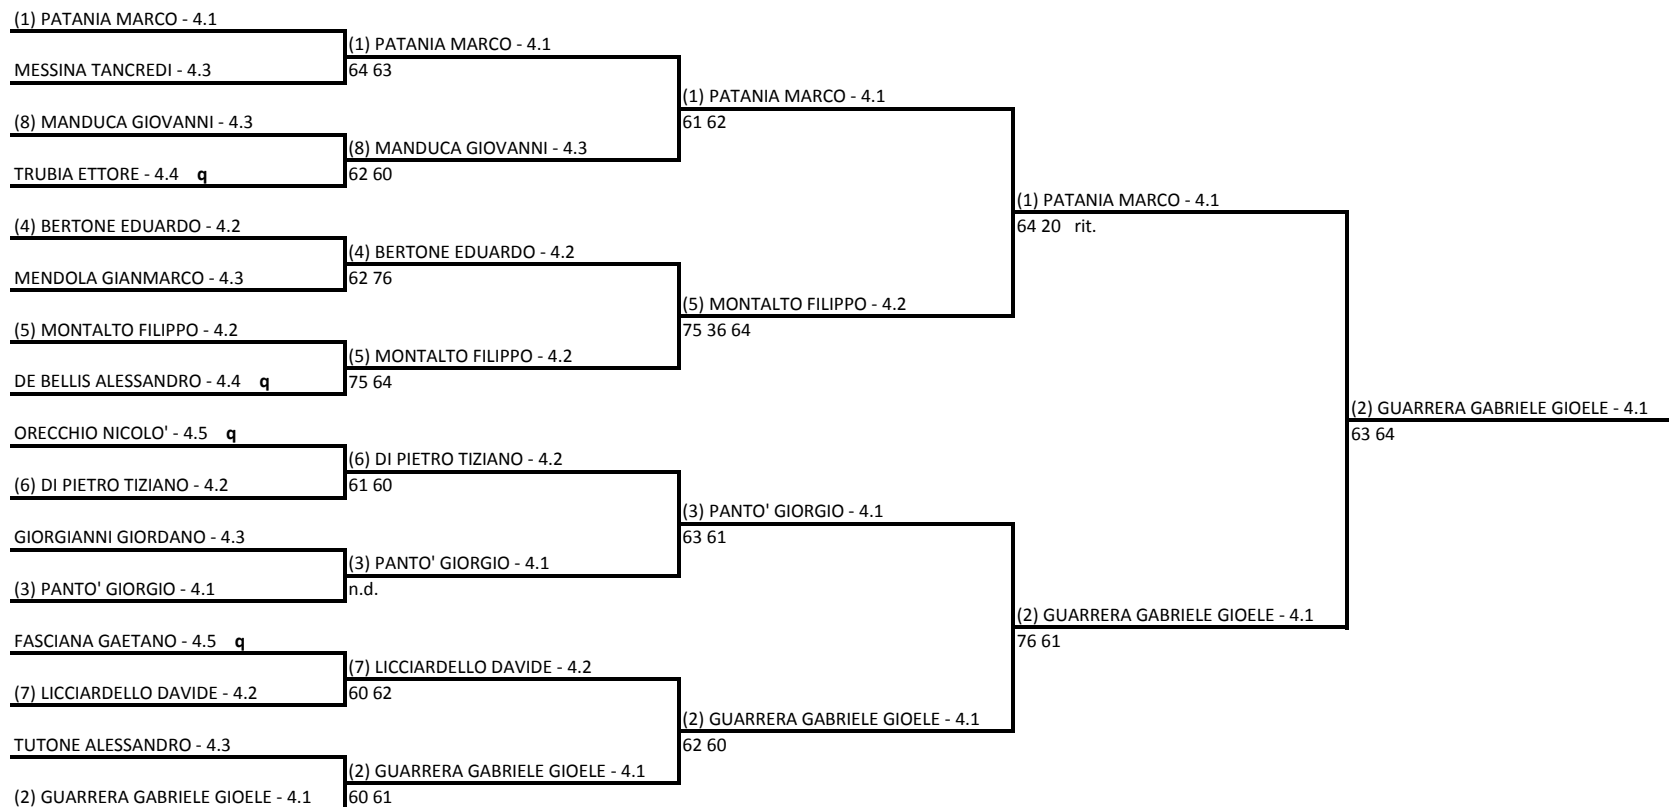 (1) PATANIA MARCO - 4.1
(1) PATANIA MARCO - 4.1
MESSINA TANCREDI - 4.3
64 63
(1) PATANIA MARCO - 4.1
(8) MANDUCA GIOVANNI - 4.3
61 62
(8) MANDUCA GIOVANNI - 4.3
TRUBIA ETTORE - 4.4 q
62 60
(1) PATANIA MARCO - 4.1
(4) BERTONE EDUARDO - 4.2
64 20 rit.
(4) BERTONE EDUARDO - 4.2
MENDOLA GIANMARCO - 4.3
62 76
(5) MONTALTO FILIPPO - 4.2
(5) MONTALTO FILIPPO - 4.2
75 36 64
(5) MONTALTO FILIPPO - 4.2
DE BELLIS ALESSANDRO - 4.4 q
75 64
(2) GUARRERA GABRIELE GIOELE - 4.1
ORECCHIO NICOLO' - 4.5 q
63 64
(6) DI PIETRO TIZIANO - 4.2
(6) DI PIETRO TIZIANO - 4.2
61 60
(3) PANTO' GIORGIO - 4.1
GIORGIANNI GIORDANO - 4.3
63 61
(3) PANTO' GIORGIO - 4.1
(3) PANTO' GIORGIO - 4.1
n.d.
(2) GUARRERA GABRIELE GIOELE - 4.1
FASCIANA GAETANO - 4.5 q
76 61
(7) LICCIARDELLO DAVIDE - 4.2
(7) LICCIARDELLO DAVIDE - 4.2
60 62
(2) GUARRERA GABRIELE GIOELE - 4.1
TUTONE ALESSANDRO - 4.3
62 60
(2) GUARRERA GABRIELE GIOELE - 4.1
(2) GUARRERA GABRIELE GIOELE - 4.1
60 61